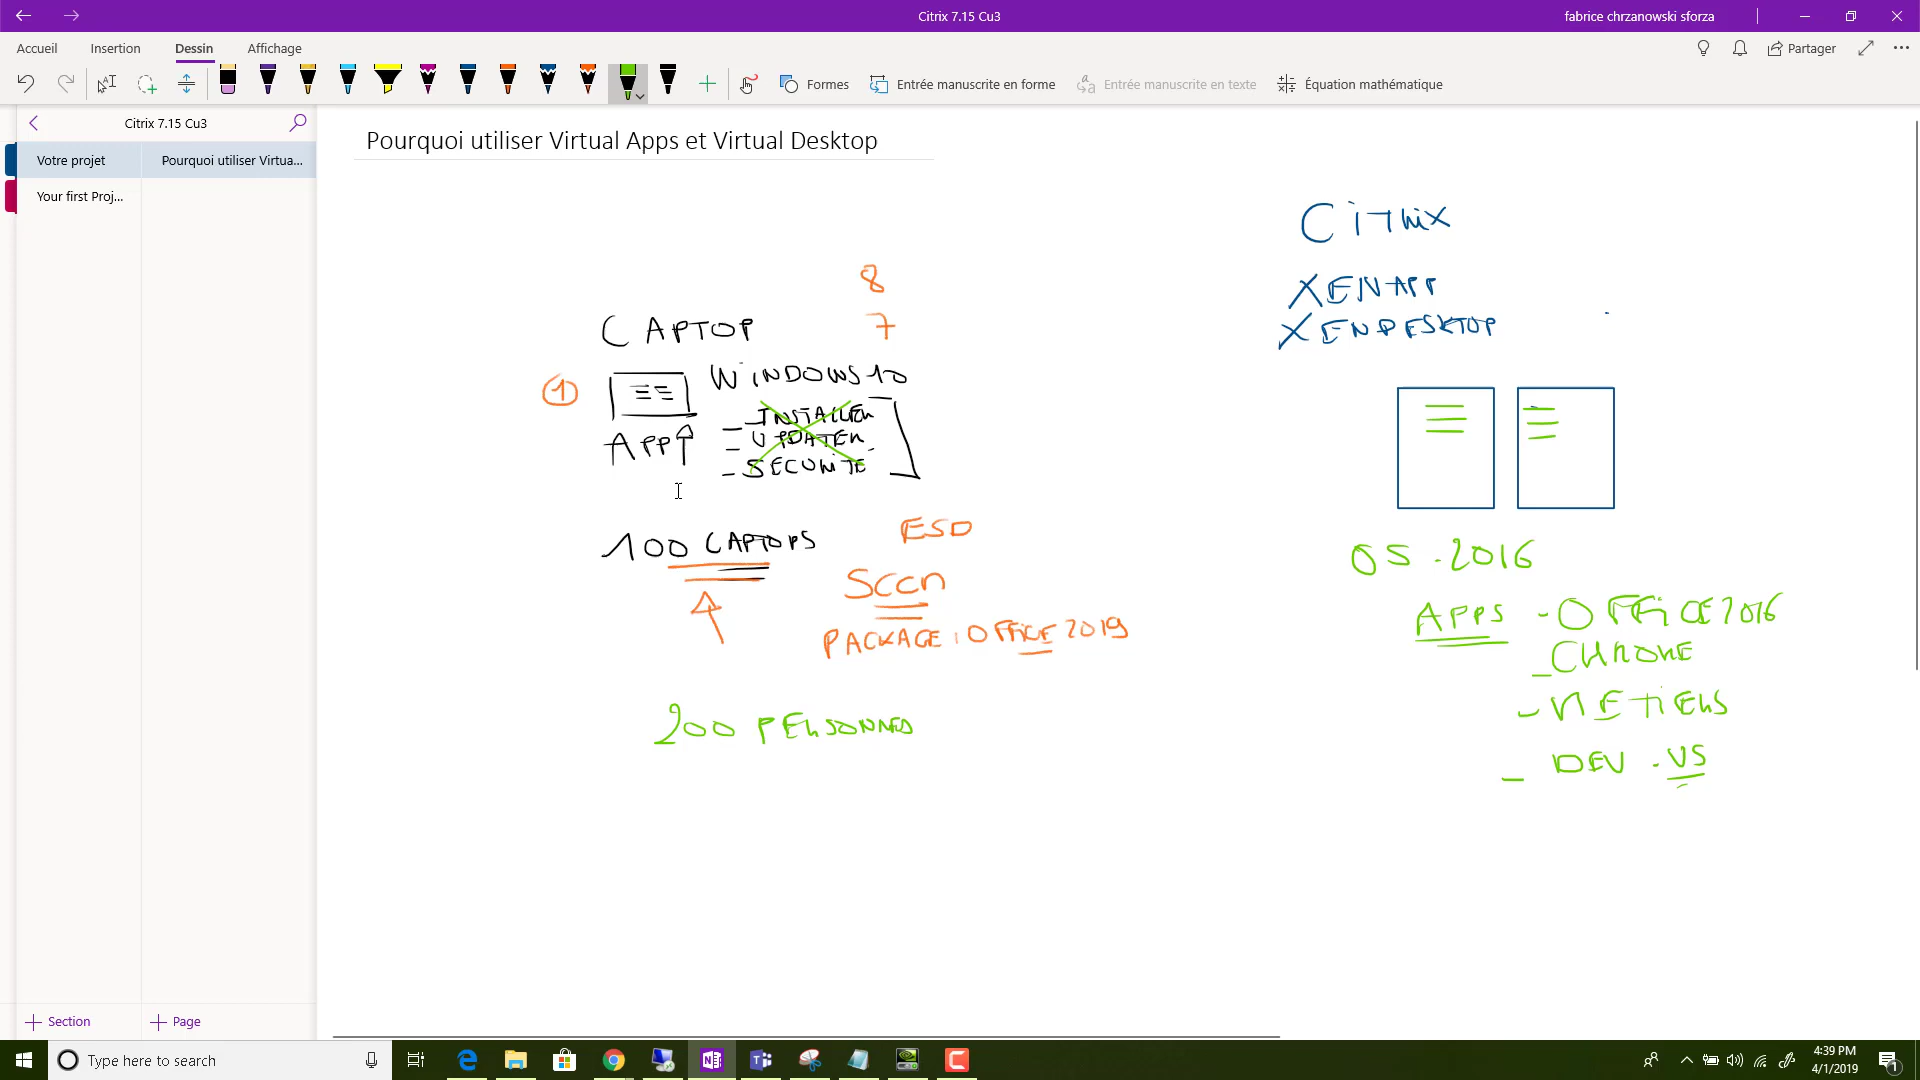 Citrix 7.15 Cu3
fabrice chrzanowski sforza
Accueil
Insertion
Dessin
Affichage
Partager
Formes
Entrée manuscrite en forme
Entrée manuscrite en texte
Équation mathématique
Citrix 7.15 Cu3
Votre projet
Pourquoi utiliser Virtua...
Your first Proj...
Pourquoi utiliser Virtual Apps et Virtual Desktop
8
7
LAPTOP
1
WINDOWS 10
APP
- INSTALLER
- UPDATER
- SECURITE
100 LAPTOPS
ESD
SCCM
PACKAGE : OFFICE 2019
200 PERSONNES
CiTRiX
XENAPP
XENDESKTOP
OS . 2016
APPS - OFFiCE 2016
- CHROME
- METiERS
- DEV . VS
Section
Page
Type here to search
4:39 PM
4/1/2019
1